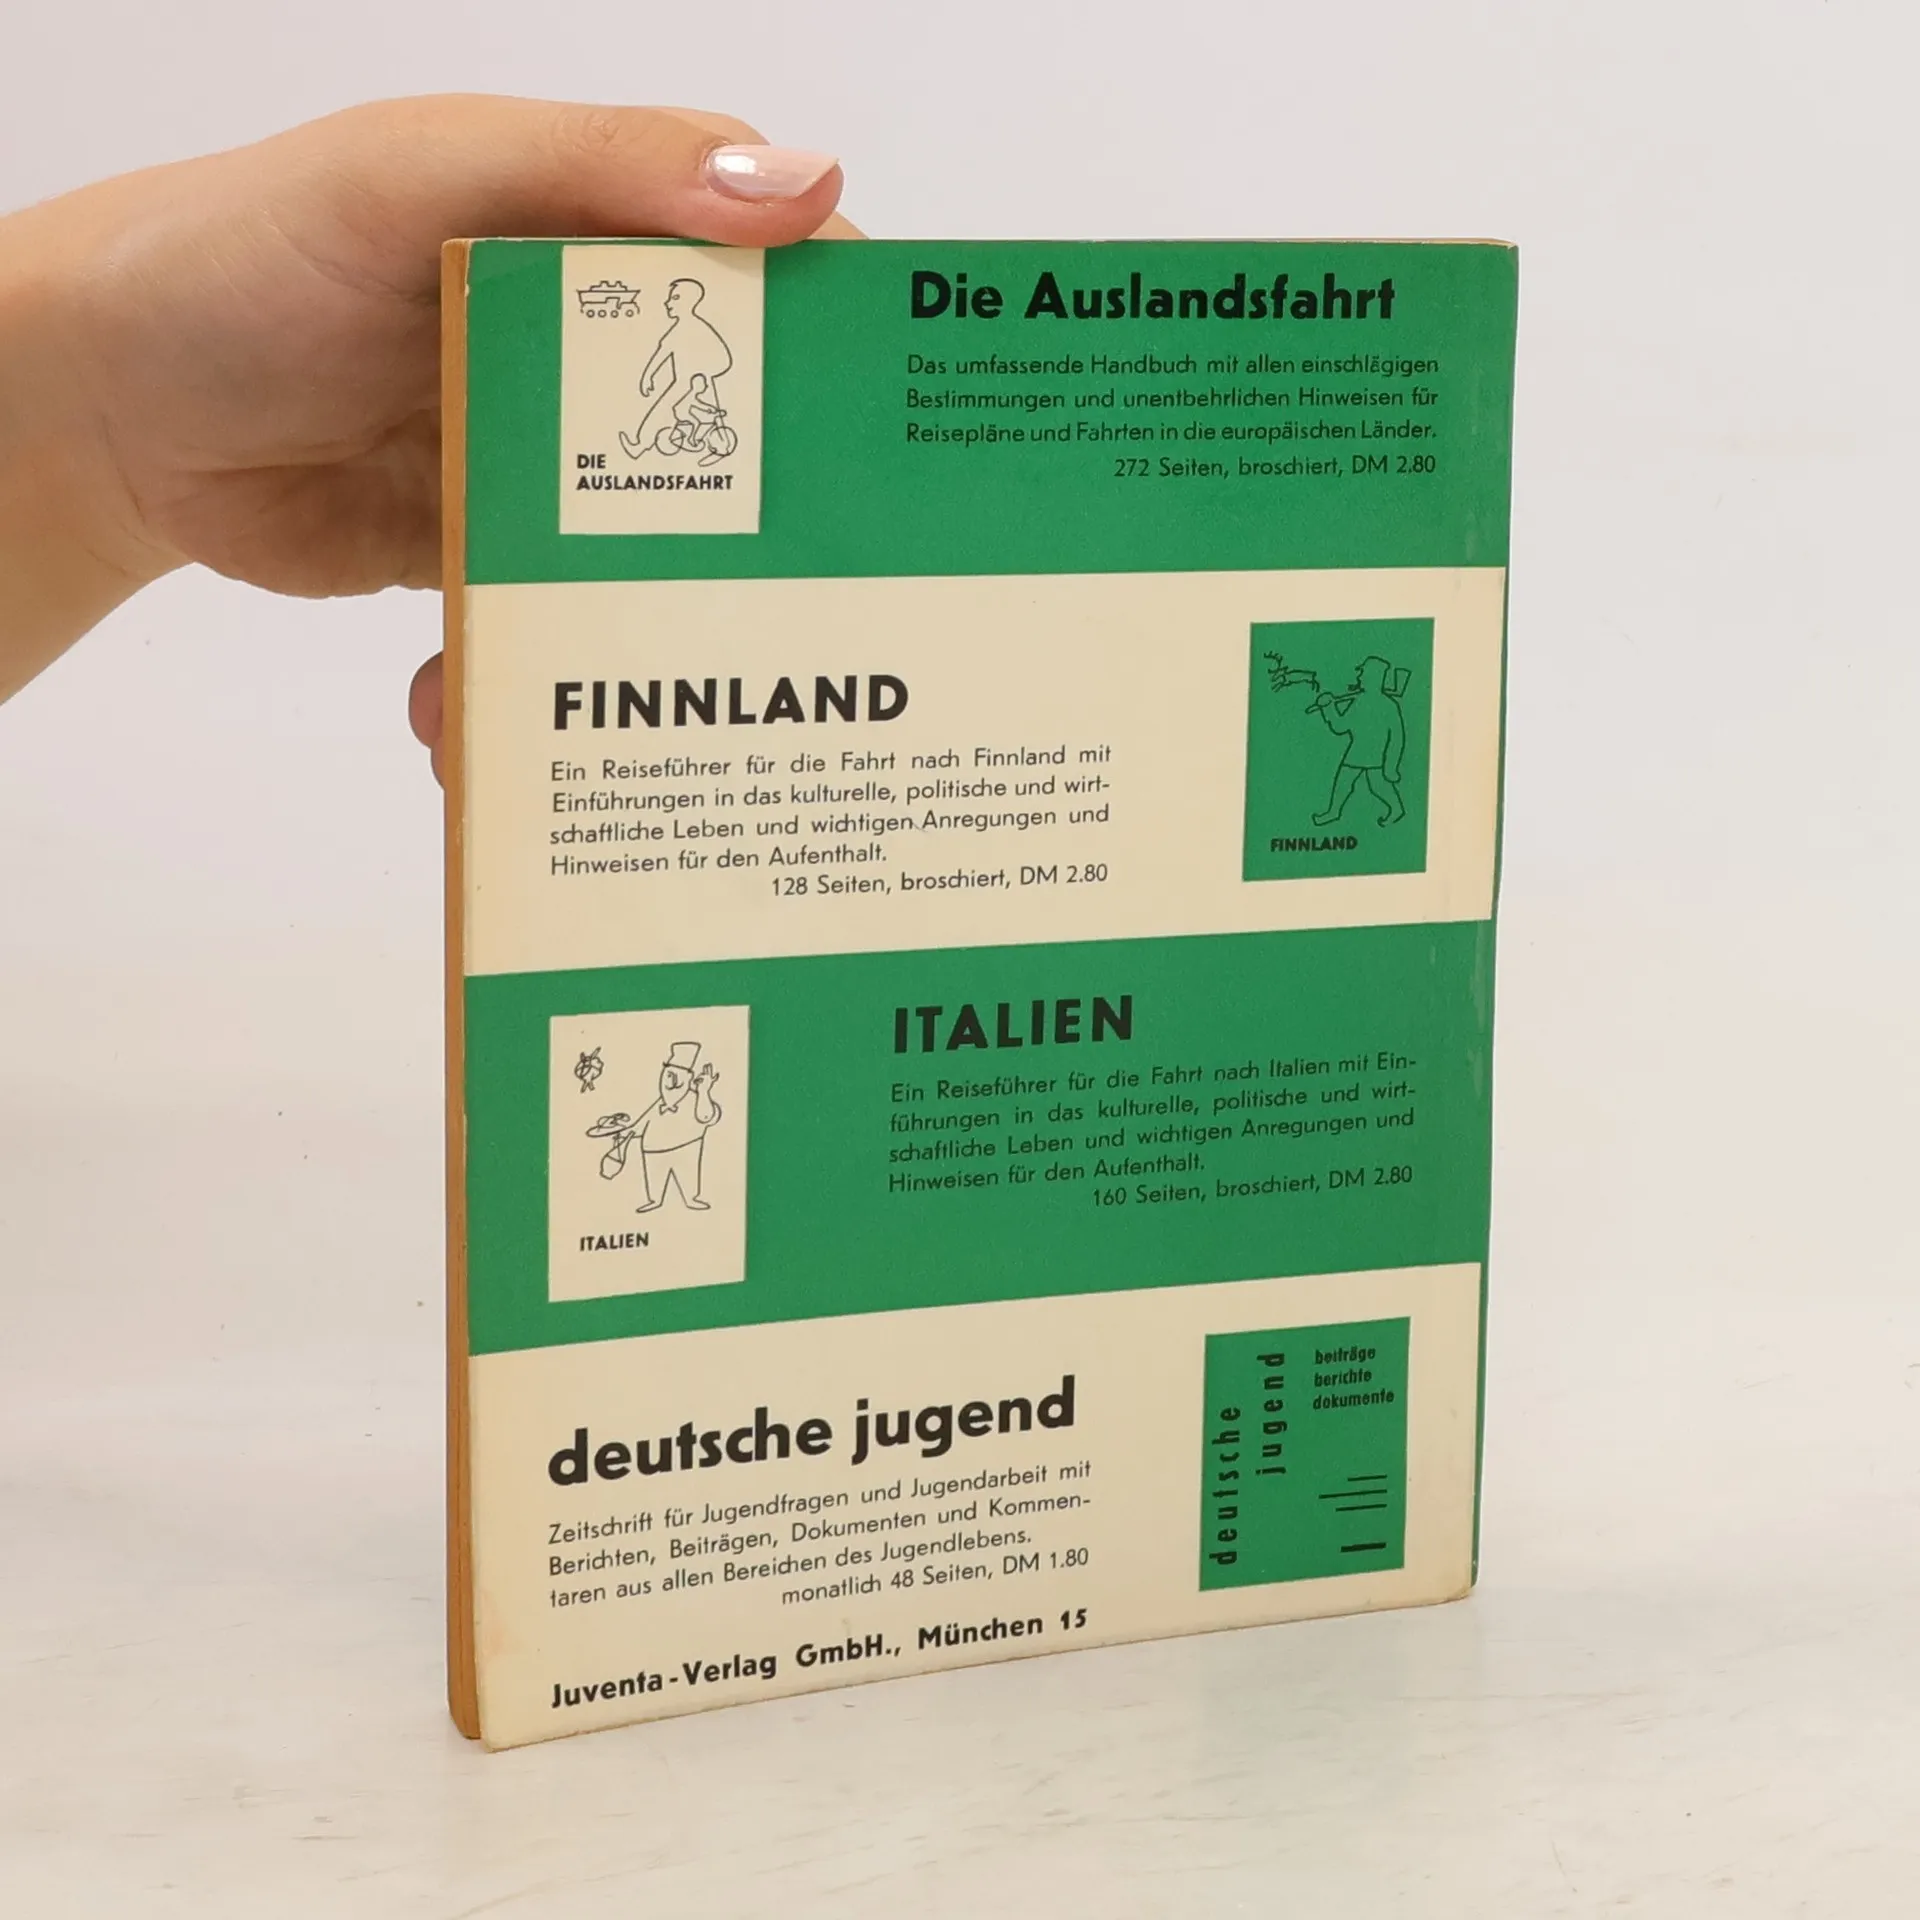 DIE
AUSLANDSFAHRT
Die Auslandsfahrt
Das umfassende Handbuch mit allen einschlägigen
Bestimmungen und unentbehrlichen Hinweisen für
Reisepläne und Fahrten in die europäischen Länder.
272 Seiten, broschiert, DM 2.80
FINNLAND
Ein Reiseführer für die Fahrt nach Finnland mit
Einführungen in das kulturelle, politische und wirt-
schaftliche Leben und wichtigen Anregungen und
Hinweisen für den Aufenthalt.
128 Seiten, broschiert, DM 2.80
FINNLAND
ITALIEN
ITALIEN
Ein Reiseführer für die Fahrt nach Italien mit Ein-
führungen in das kulturelle, politische und wirt-
schaftliche Leben und wichtigen Anregungen und
Hinweisen für den Aufenthalt.
160 Seiten, broschiert, DM 2.80
deutsche jugend
Zeitschrift für Jugendfragen und Jugendarbeit mit
Berichten, Beiträgen, Dokumenten und Kommen-
taren aus allen Bereichen des Jugendlebens.
monatlich 48 Seiten, DM 1.80
deutsche
jugend
beiträge
berichte
dokumente
Juventa-Verlag GmbH., München 15